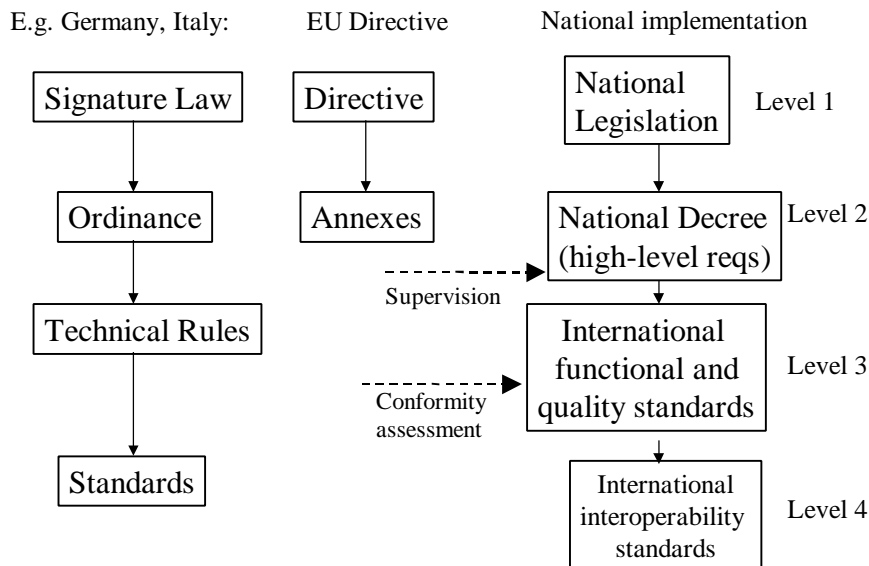 E.g. Germany, Italy:
EU Directive
National implementation
Signature Law
Directive
National
Legislation
Level 1
Ordinance
Annexes
National Decree
(high-level reqs)
Level 2
Supervision
Technical Rules
International
functional and
quality standards
Level 3
Conformity
assessment
Standards
International
interoperability
standards
Level 4